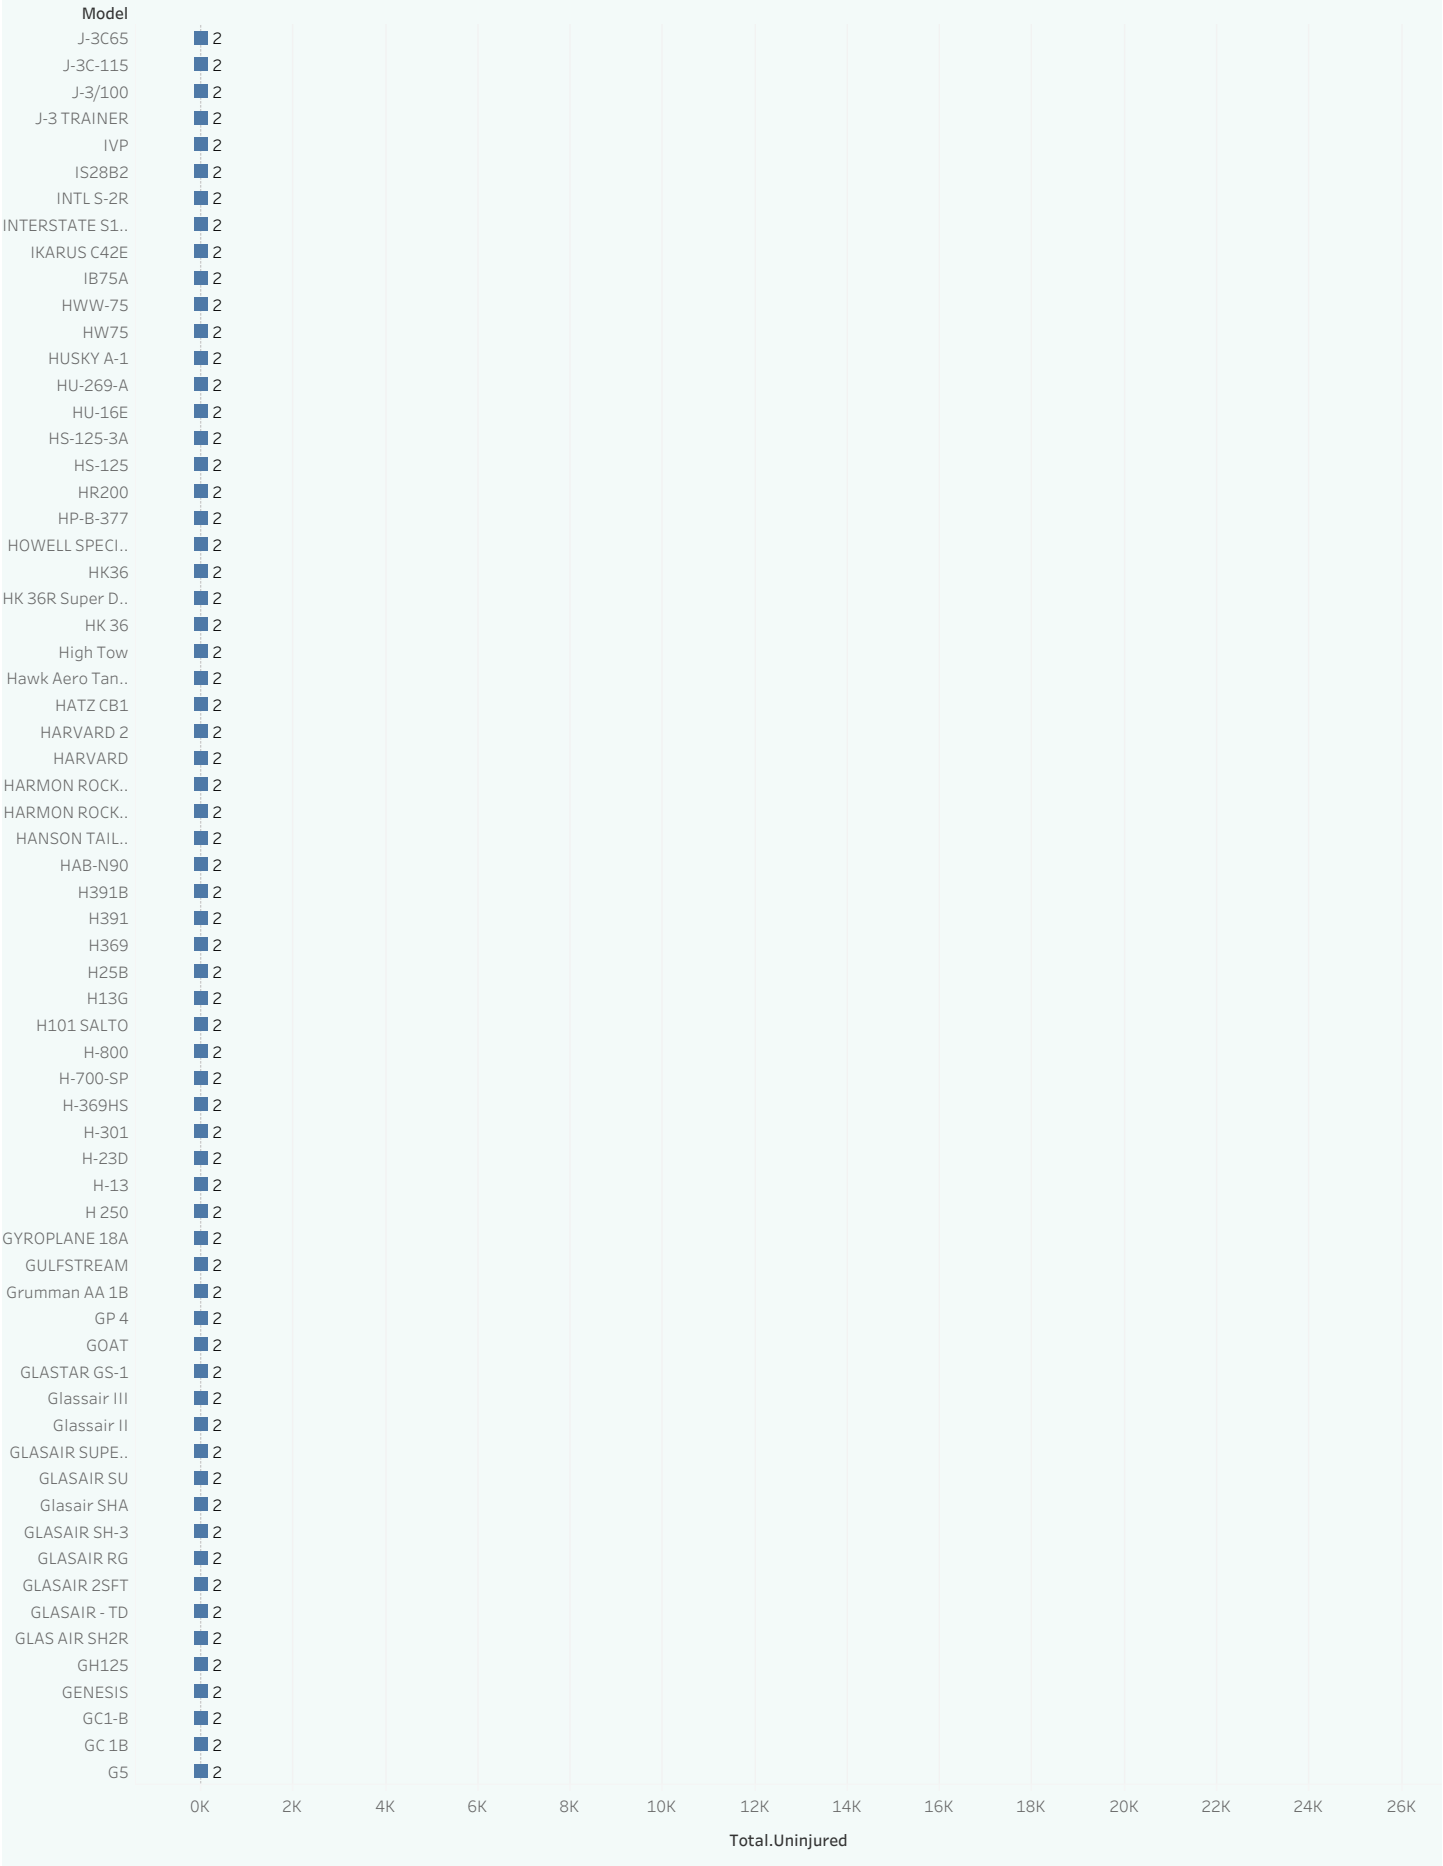 Model
J-3C65 2
J-3C-115 2
J-3/100 2
J-3 TRAINER 2
IVP 2
IS28B2 2
INTL S-2R 2
INTERSTATE S1.. 2
IKARUS C42E 2
IB75A 2
HWW-75 2
HW75 2
HUSKY A-1 2
HU-269-A 2
HU-16E 2
HS-125-3A 2
HS-125 2
HR200 2
HP-B-377 2
HOWELL SPECI.. 2
HK36 2
HK 36R Super D.. 2
HK 36 2
High Tow 2
Hawk Aero Tan.. 2
HATZ CB1 2
HARVARD 2 2
HARVARD 2
HARMON ROCK.. 2
HARMON ROCK.. 2
HANSON TAIL.. 2
HAB-N90 2
H391B 2
H391 2
H369 2
H25B 2
H13G 2
H101 SALTO 2
H-800 2
H-700-SP 2
H-369HS 2
H-301 2
H-23D 2
H-13 2
H 250 2
GYROPLANE 18A 2
GULFSTREAM 2
Grumman AA 1B 2
GP 4 2
GOAT 2
GLASTAR GS-1 2
Glassair III 2
Glassair II 2
GLASAIR SUPE.. 2
GLASAIR SU 2
Glasair SHA 2
GLASAIR SH-3 2
GLASAIR RG 2
GLASAIR 2SFT 2
GLASAIR - TD 2
GLAS AIR SH2R 2
GH125 2
GENESIS 2
GC1-B 2
GC 1B 2
G5 2
0K 2K 4K 6K 8K 10K 12K 14K 16K 18K 20K 22K 24K 26K
Total.Uninjured